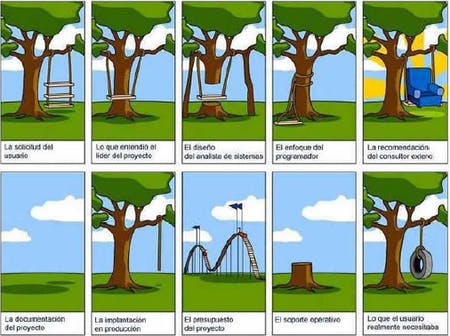 La solicitud del
usuario
Lo que entendió el
líder del proyecto
El diseño
del analista de sistemas
El enfoque del
programador
La recomendación
del consultor extero
La documentación
del proyecto
La implantación
en producción
El presupuesto
del proyecto
El soporte operativo
Lo que el usuario
realmente necesitaba